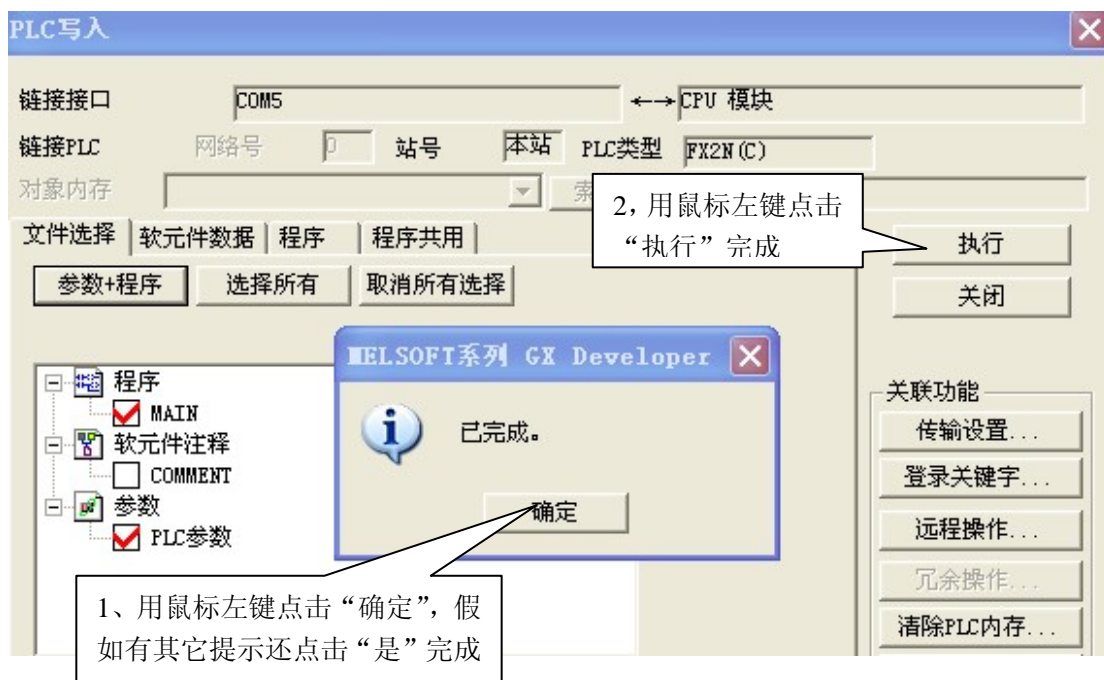 PLC写入
链接接口 COM5 ←→ CPU 模块
链接PLC 网络号 0 站号 本站 PLC类型 FX2N(C)
对象内存 索
2,用鼠标左键点击
“执行”完成
文件选择 软元件数据 程序 程序共用
执行
参数+程序 选择所有 取消所有选择
关闭
MELSOFT系列 GX Developer
程序
MAIN
软元件注释
COMMENT
参数
PLC参数
已完成。
确定
关联功能
传输设置...
登录关键字...
远程操作...
冗余操作...
清除PLC内存...
1、用鼠标左键点击“确定”,假
如有其它提示还点击“是”完成